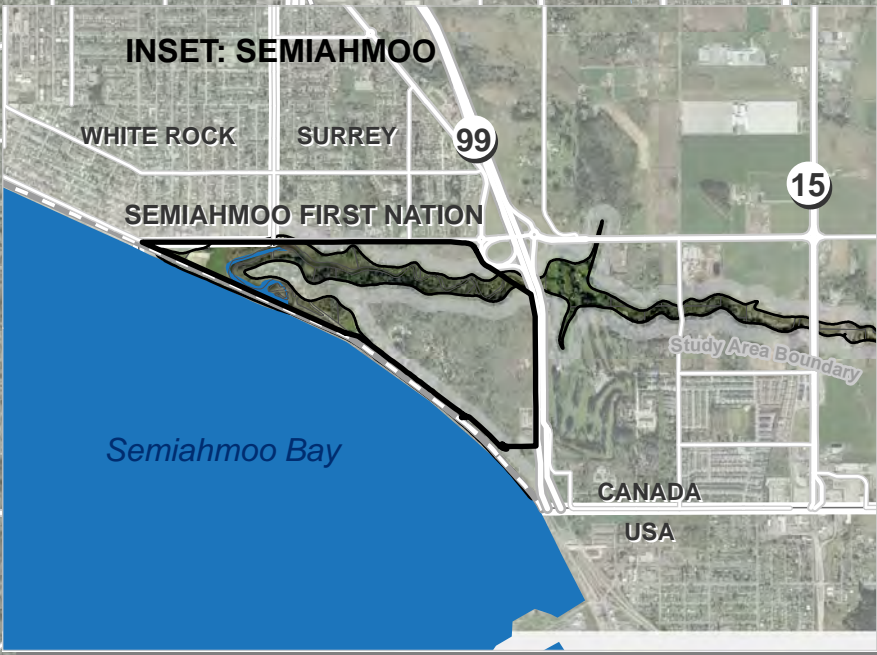 INSET: SEMIAHMOO
WHITE ROCK
SURREY
99
15
SEMIAHMOO FIRST NATION
Study Area Boundary
Semiahmoo Bay
CANADA
USA